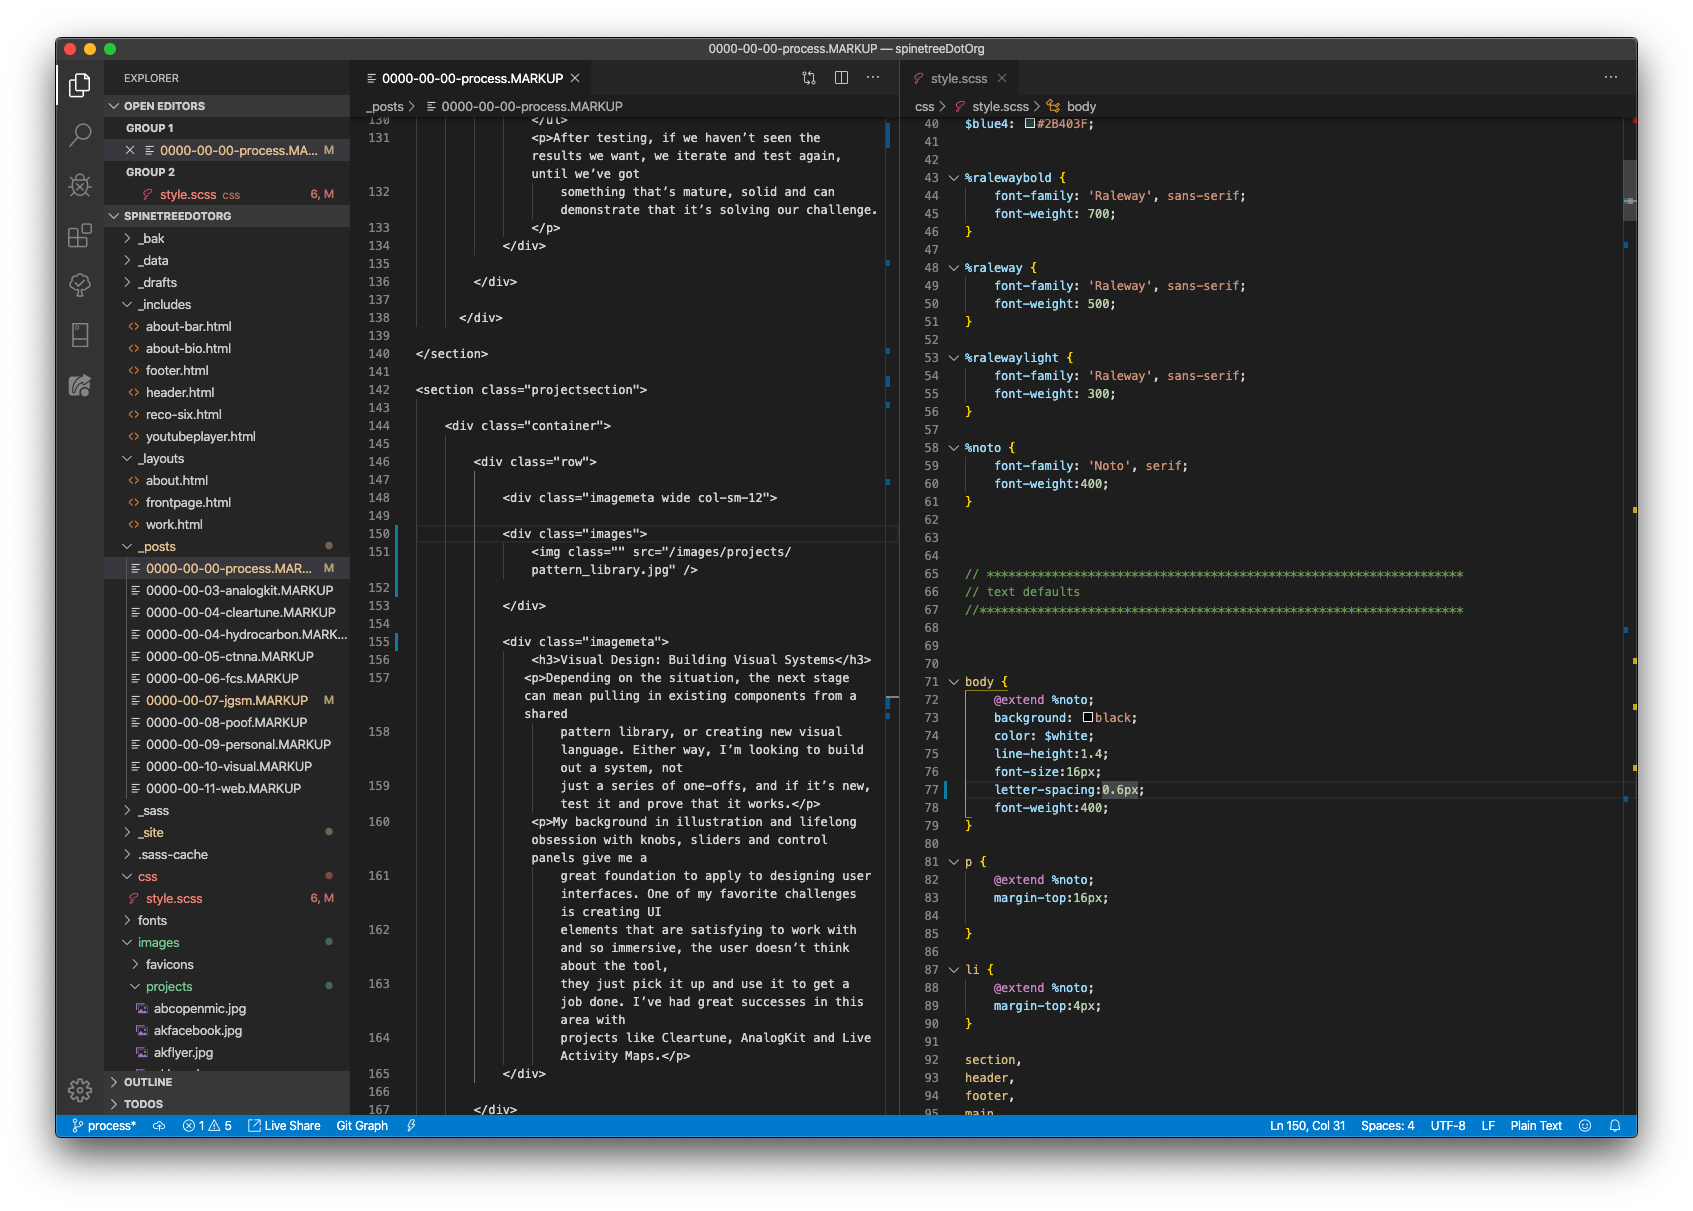 0000-00-00-process.MARKUP — spinetreeDotOrg
EXPLORER
OPEN EDITORS
GROUP 1
0000-00-00-process.MA... M
GROUP 2
style.scss css 6, M
SPINETREEDOTORG
_bak
_data
_drafts
_includes
about-bar.html
about-bio.html
footer.html
header.html
reco-six.html
youtubeplayer.html
_layouts
about.html
frontpage.html
work.html
_posts
0000-00-00-process.MAR... M
0000-00-03-analogkit.MARKUP
0000-00-04-cleartune.MARKUP
0000-00-04-hydrocarbon.MARK...
0000-00-05-ctnna.MARKUP
0000-00-06-fcs.MARKUP
0000-00-07-jgsm.MARKUP M
0000-00-08-poof.MARKUP
0000-00-09-personal.MARKUP
0000-00-10-visual.MARKUP
0000-00-11-web.MARKUP
_sass
_site
.sass-cache
css
style.scss 6, M
fonts
images
favicons
projects
abcopenmic.jpg
akfacebook.jpg
akflyer.jpg
OUTLINE
TODOS
0000-00-00-process.MARKUP
_posts > 0000-00-00-process.MARKUP
130 </ul>
131 <p>After testing, if we haven’t seen the
results we want, we iterate and test again,
until we’ve got
132 something that’s mature, solid and can
demonstrate that it’s solving our challenge.
133 </p>
134 </div>
135
136 </div>
137
138 </div>
139
140 </section>
141
142 <section class="projectsection">
143
144 <div class="container">
145
146 <div class="row">
147
148 <div class="imagemeta wide col-sm-12">
149
150 <div class="images">
151 <img class="" src="/images/projects/
pattern_library.jpg" />
152
153 </div>
154
155 <div class="imagemeta">
156 <h3>Visual Design: Building Visual Systems</h3>
157 <p>Depending on the situation, the next stage
can mean pulling in existing components from a
shared
158 pattern library, or creating new visual
language. Either way, I’m looking to build
out a system, not
159 just a series of one-offs, and if it’s new,
test it and prove that it works.</p>
160 <p>My background in illustration and lifelong
obsession with knobs, sliders and control
panels give me a
161 great foundation to apply to designing user
interfaces. One of my favorite challenges
is creating UI
162 elements that are satisfying to work with
and so immersive, the user doesn’t think
about the tool,
163 they just pick it up and use it to get a
job done. I’ve had great successes in this
area with
164 projects like Cleartune, AnalogKit and Live
Activity Maps.</p>
165 </div>
166
167 </div>
style.scss
css > style.scss > body
40 $blue4: #2B403F;
41
42
43 %ralewaybold {
44 font-family: 'Raleway', sans-serif;
45 font-weight: 700;
46 }
47
48 %raleway {
49 font-family: 'Raleway', sans-serif;
50 font-weight: 500;
51 }
52
53 %ralewaylight {
54 font-family: 'Raleway', sans-serif;
55 font-weight: 300;
56 }
57
58 %noto {
59 font-family: 'Noto', serif;
60 font-weight:400;
61 }
62
63
64
65 // ******************************************************************
66 // text defaults
67 //*******************************************************************
68
69
70
71 body {
72 @extend %noto;
73 background: black;
74 color: $white;
75 line-height:1.4;
76 font-size:16px;
77 letter-spacing:0.6px;
78 font-weight:400;
79 }
80
81 p {
82 @extend %noto;
83 margin-top:16px;
84
85 }
86
87 li {
88 @extend %noto;
89 margin-top:4px;
90 }
91
92 section,
93 header,
94 footer,
95 main
process* 1 5 Live Share Git Graph
Ln 150, Col 31 Spaces: 4 UTF-8 LF Plain Text